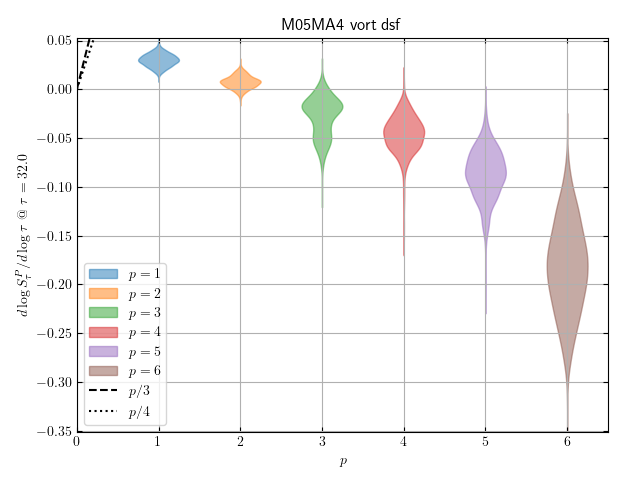 M05MA4 vort dsf
0.05
0.00
−0.05
−0.10
−0.15
−0.20
−0.25
−0.30
−0.35
d log S_τ^P / d log τ @ τ = 32.0
p = 1
p = 2
p = 3
p = 4
p = 5
p = 6
p/3
p/4
0 1 2 3 4 5 6
p